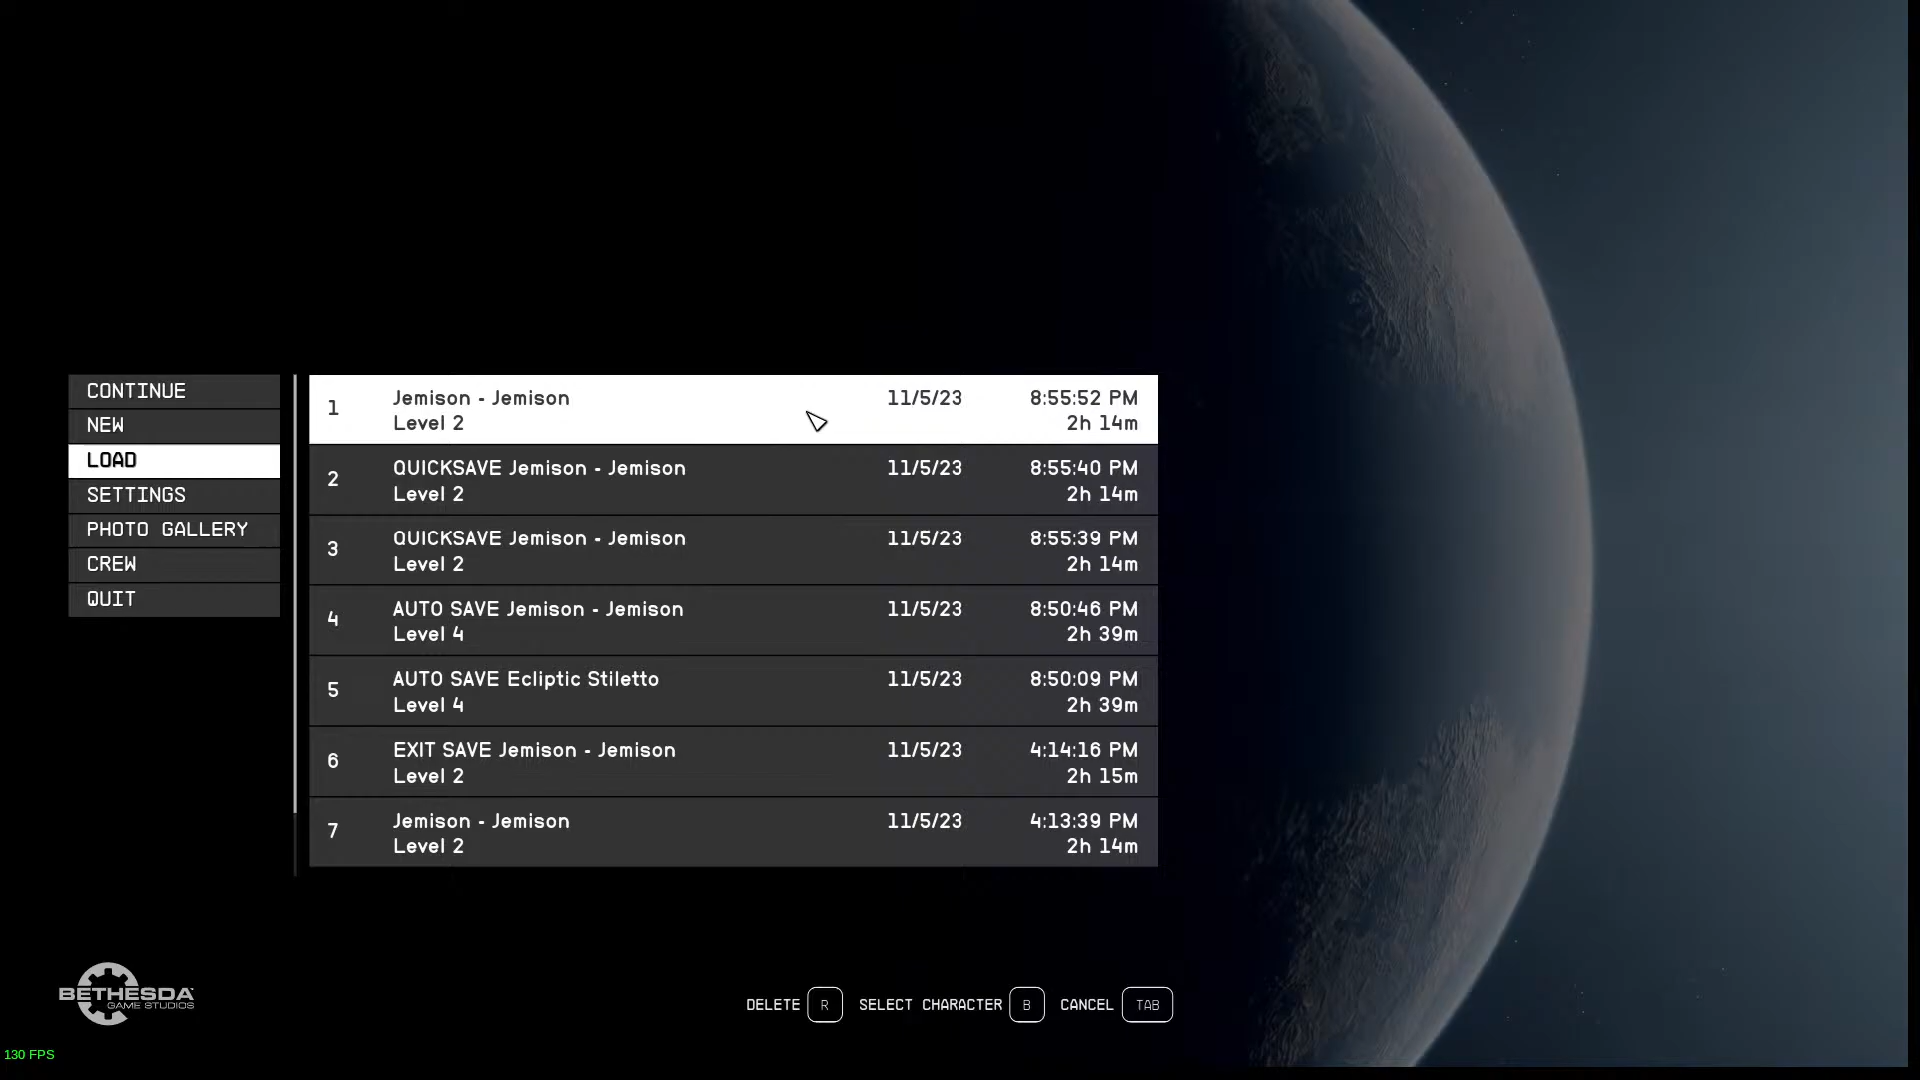 CONTINUE
NEW
LOAD
SETTINGS
PHOTO GALLERY
CREW
QUIT
1
Jemison - Jemison 11/5/23 8:55:52 PM
Level 2 2h 14m
2
QUICKSAVE Jemison - Jemison 11/5/23 8:55:40 PM
Level 2 2h 14m
3
QUICKSAVE Jemison - Jemison 11/5/23 8:55:39 PM
Level 2 2h 14m
4
AUTO SAVE Jemison - Jemison 11/5/23 8:50:46 PM
Level 4 2h 39m
5
AUTO SAVE Ecliptic Stiletto 11/5/23 8:50:09 PM
Level 4 2h 39m
6
EXIT SAVE Jemison - Jemison 11/5/23 4:14:16 PM
Level 2 2h 15m
7
Jemison - Jemison 11/5/23 4:13:39 PM
Level 2 2h 14m
BETHESDA
GAME STUDIOS
DELETE R SELECT CHARACTER B CANCEL TAB
130 FPS